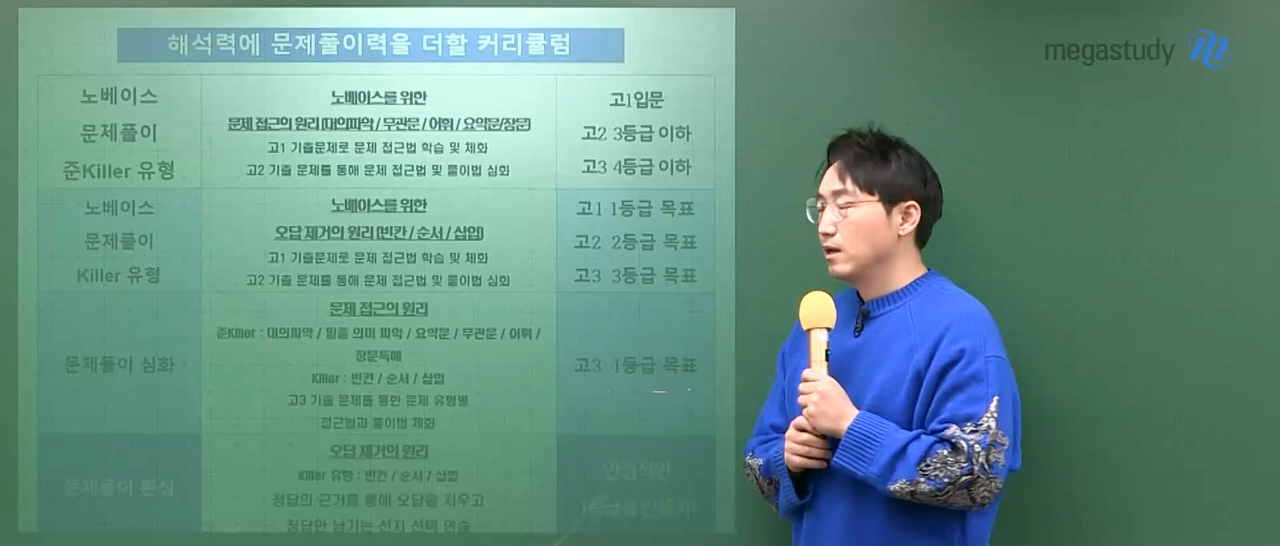 해석력에 문제풀이력을 더할 커리큘럼
megastudy
노베이스
문제풀이
준Killer 유형
노베이스를 위한
문제 접근의 원리 [대의파악 / 무관문 / 어휘 / 요약문/장문]
고1 기출문제로 문제 접근법 학습 및 체화
고2 기출 문제를 통해 문제 접근법 및 풀이법 심화
고1입문
고2 3등급 이하
고3 4등급 이하
노베이스
문제풀이
Killer 유형
노베이스를 위한
오답 제거의 원리 [빈칸 / 순서 / 삽입]
고1 기출문제로 문제 접근법 학습 및 체화
고2 기출 문제를 통해 문제 접근법 및 풀이법 심화
고1 1등급 목표
고2 2등급 목표
고3 3등급 목표
문제풀이 심화
문제 접근의 원리
준Killer : 대의파악 / 밑줄 의미 파악 / 요약문 / 무관문 / 어휘 /
장문독해
Killer : 빈칸 / 순서 / 삽입
고3 기출 문제를 통한 문제 유형별
접근법과 풀이법 체화
고3 1등급 목표
문제풀이 완성
오답 제거의 원리
Killer 유형 : 빈칸 / 순서 / 삽입
정답의 근거를 통해 오답을 지우고
정답만 남기는 선지 선택 연습
안정적인